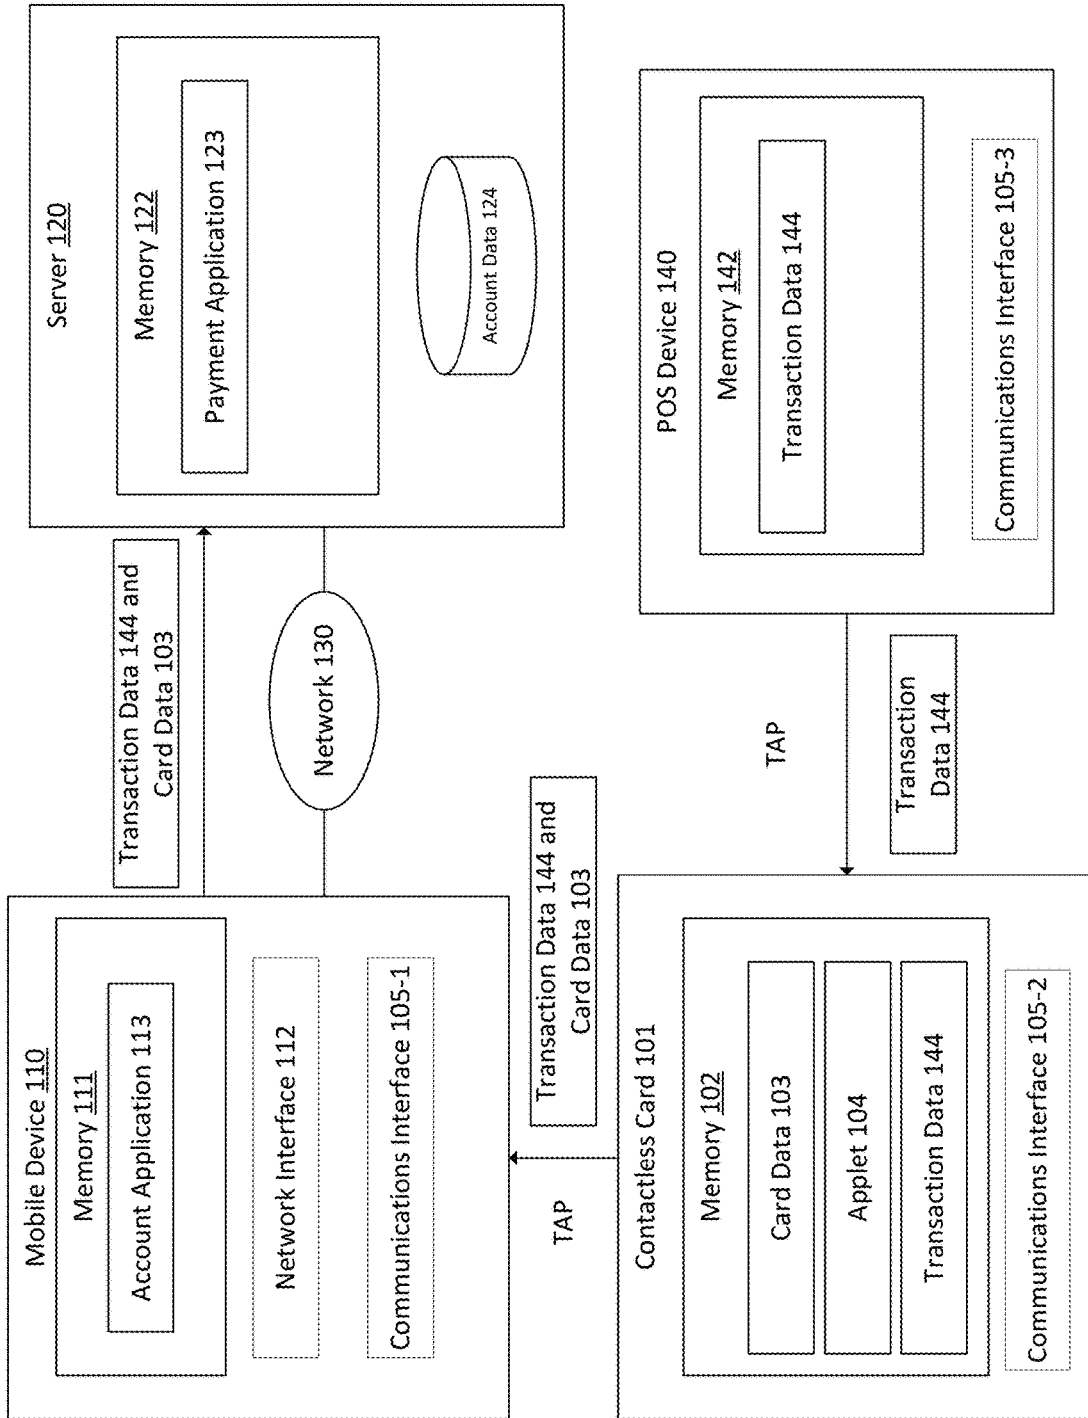 Mobile Device 110
Memory 111
Account Application 113
Network Interface 112
Communications Interface 105-1
Transaction Data 144 and
Card Data 103
Network 130
Server 120
Memory 122
Payment Application 123
Account Data 124
TAP
Transaction Data 144 and
Card Data 103
Contactless Card 101
Memory 102
Card Data 103
Applet 104
Transaction Data 144
Communications Interface 105-2
TAP
Transaction
Data 144
POS Device 140
Memory 142
Transaction Data 144
Communications Interface 105-3